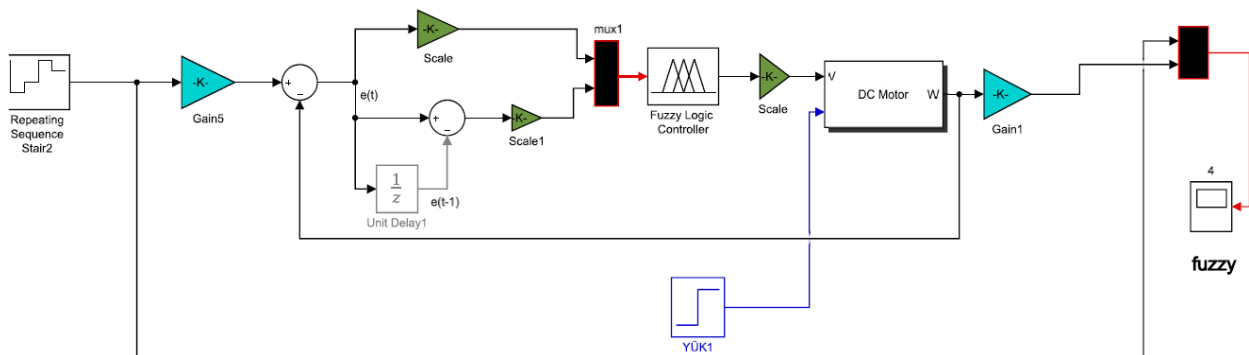 mux1
-K-
Scale
-K-
Gain5
+
−
e(t)
Repeating
Sequence
Stair2
+
−
-K-
Scale1
1
z
e(t-1)
Unit Delay1
Fuzzy Logic
Controller
-K-
Scale
V
DC Motor
W
-K-
Gain1
4
fuzzy
YÜK1